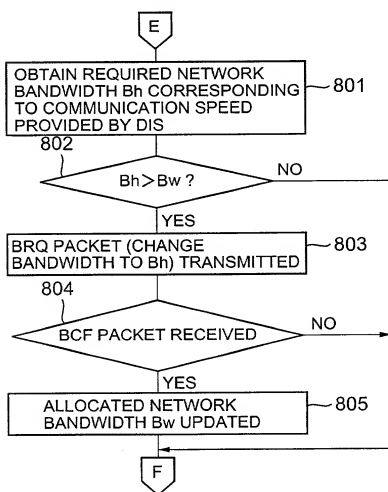 E
OBTAIN REQUIRED NETWORK
BANDWIDTH Bh CORRESPONDING
TO COMMUNICATION SPEED
PROVIDED BY DIS
801
802
Bh>Bw ?
NO
YES
BRQ PACKET (CHANGE
BANDWIDTH TO Bh) TRANSMITTED
803
804
BCF PACKET RECEIVED
NO
YES
ALLOCATED NETWORK
BANDWIDTH Bw UPDATED
805
F